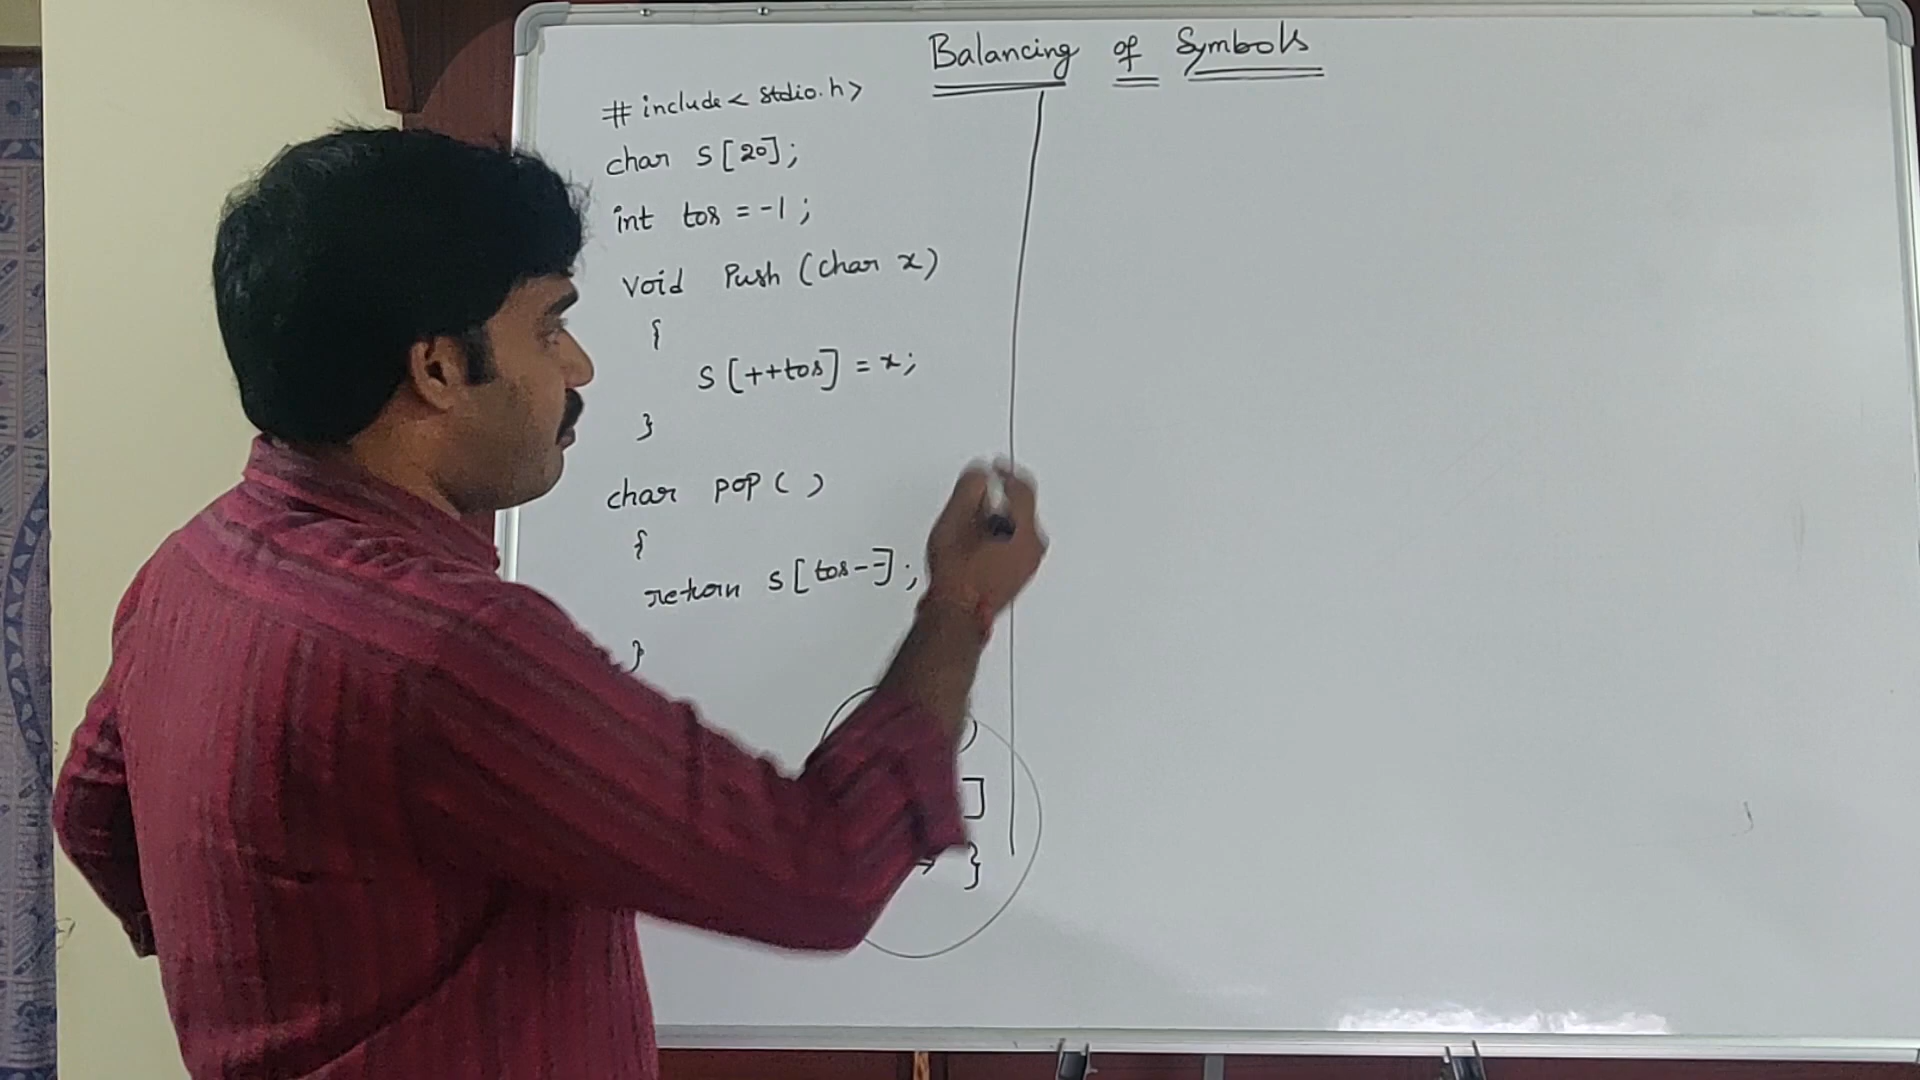 Balancing of Symbols
# include < stdio.h >
char s[20];
int tos = -1;
void Push (char x)
{
s[++tos] = x;
}
char pop ( )
{
return s[tos--];
}
)
]
→ }